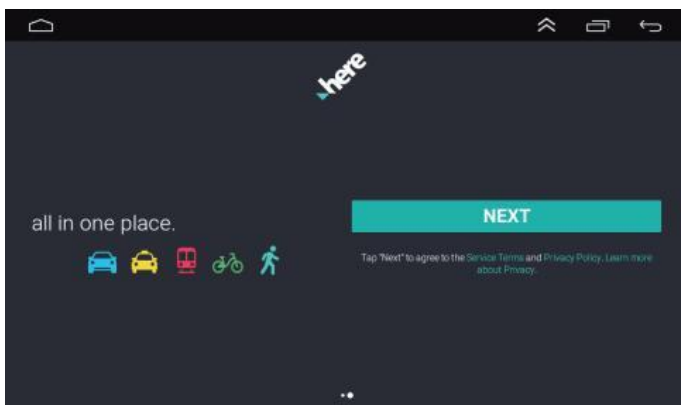 here
all in one place.
NEXT
Tap "Next" to agree to the Service Terms and Privacy Policy. Learn more
about Privacy.